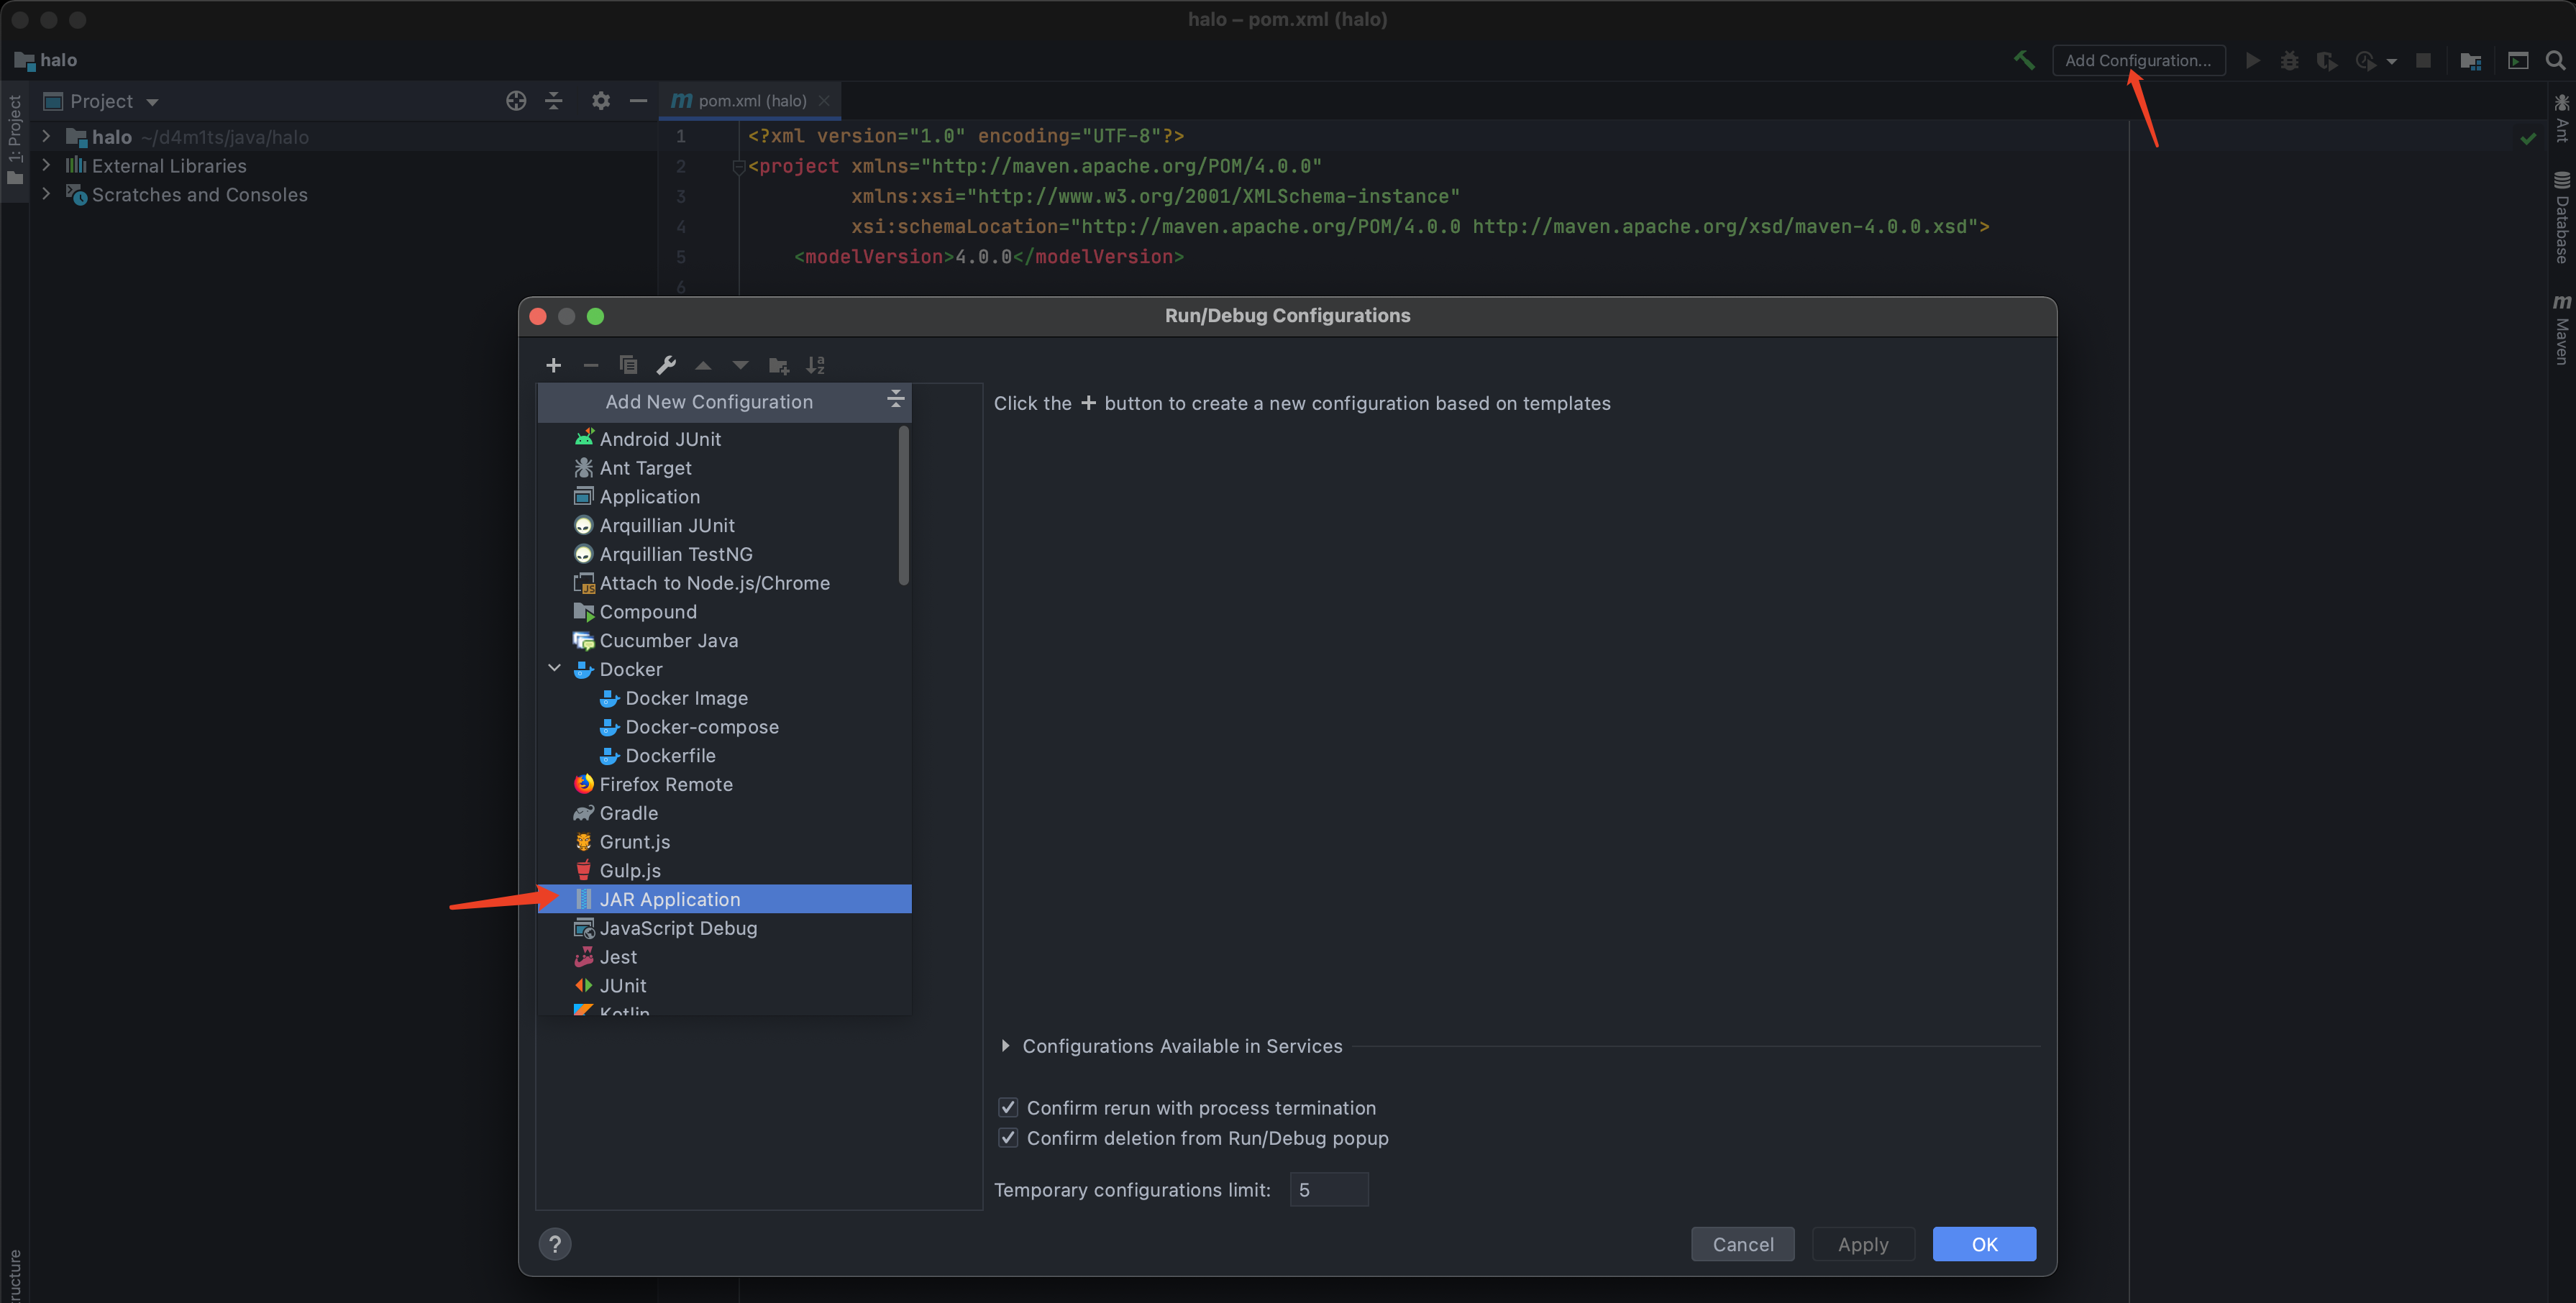 halo – pom.xml (halo)
halo
Add Configuration...
Project
pom.xml (halo)
1: Project
halo ~/d4m1ts/java/halo
External Libraries
Scratches and Consoles
1 <?xml version="1.0" encoding="UTF-8"?>
2 <project xmlns="http://maven.apache.org/POM/4.0.0"
3 xmlns:xsi="http://www.w3.org/2001/XMLSchema-instance"
4 xsi:schemaLocation="http://maven.apache.org/POM/4.0.0 http://maven.apache.org/xsd/maven-4.0.0.xsd">
5 <modelVersion>4.0.0</modelVersion>
6
Ant
Database
Maven
Run/Debug Configurations
Add New Configuration
Click the + button to create a new configuration based on templates
Android JUnit
Ant Target
Application
Arquillian JUnit
Arquillian TestNG
Attach to Node.js/Chrome
Compound
Cucumber Java
Docker
Docker Image
Docker-compose
Dockerfile
Firefox Remote
Gradle
Grunt.js
Gulp.js
JAR Application
JavaScript Debug
Jest
JUnit
Kotlin
Configurations Available in Services
Confirm rerun with process termination
Confirm deletion from Run/Debug popup
Temporary configurations limit: 5
? Cancel Apply OK
ructure